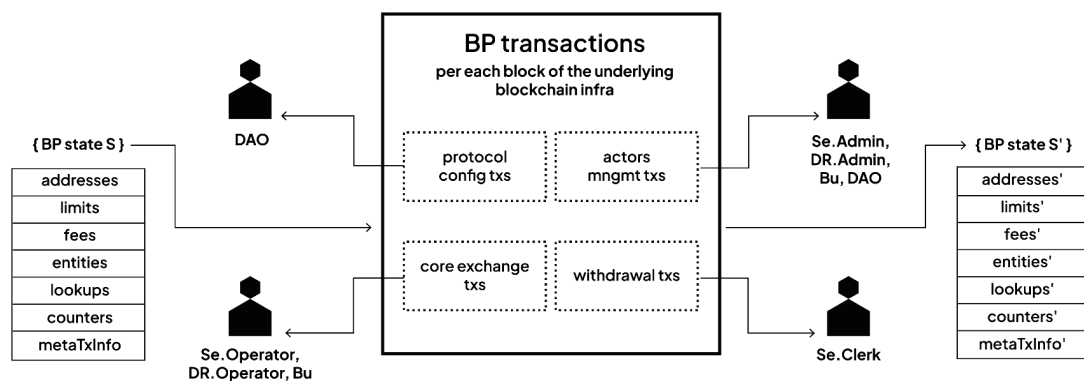 BP transactions
per each block of the underlying
blockchain infra
DAO
Se.Admin,
DR.Admin,
Bu, DAO
{ BP state S }
addresses
limits
fees
entities
lookups
counters
metaTxInfo
protocol
config txs
actors
mngmt txs
core exchange
txs
withdrawal txs
{ BP state S' }
addresses'
limits'
fees'
entities'
lookups'
counters'
metaTxInfo'
Se.Operator,
DR.Operator, Bu
Se.Clerk